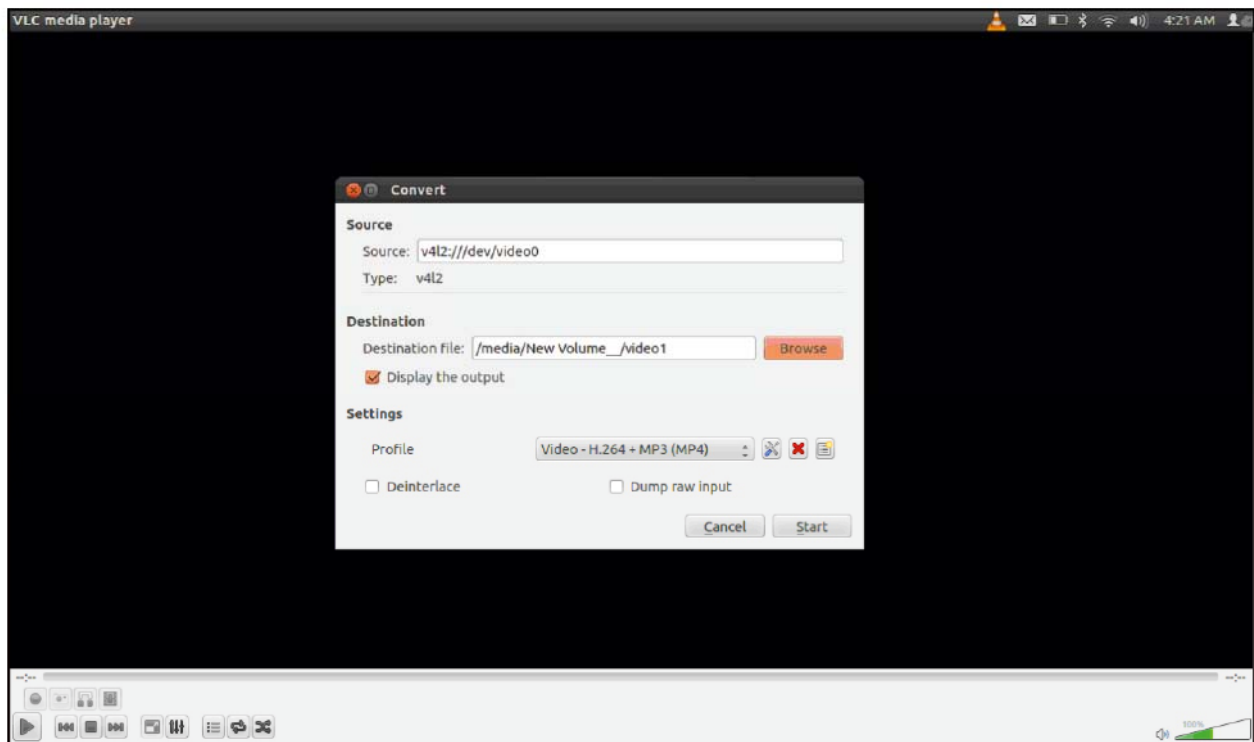 VLC media player
4:21 AM
Convert
Source
Source: v4l2:///dev/video0
Type: v4l2
Destination
Destination file: /media/New Volume__/video1 Browse
Display the output
Settings
Profile Video - H.264 + MP3 (MP4)
Deinterlace Dump raw input
Cancel Start
--:-- --:--
100%